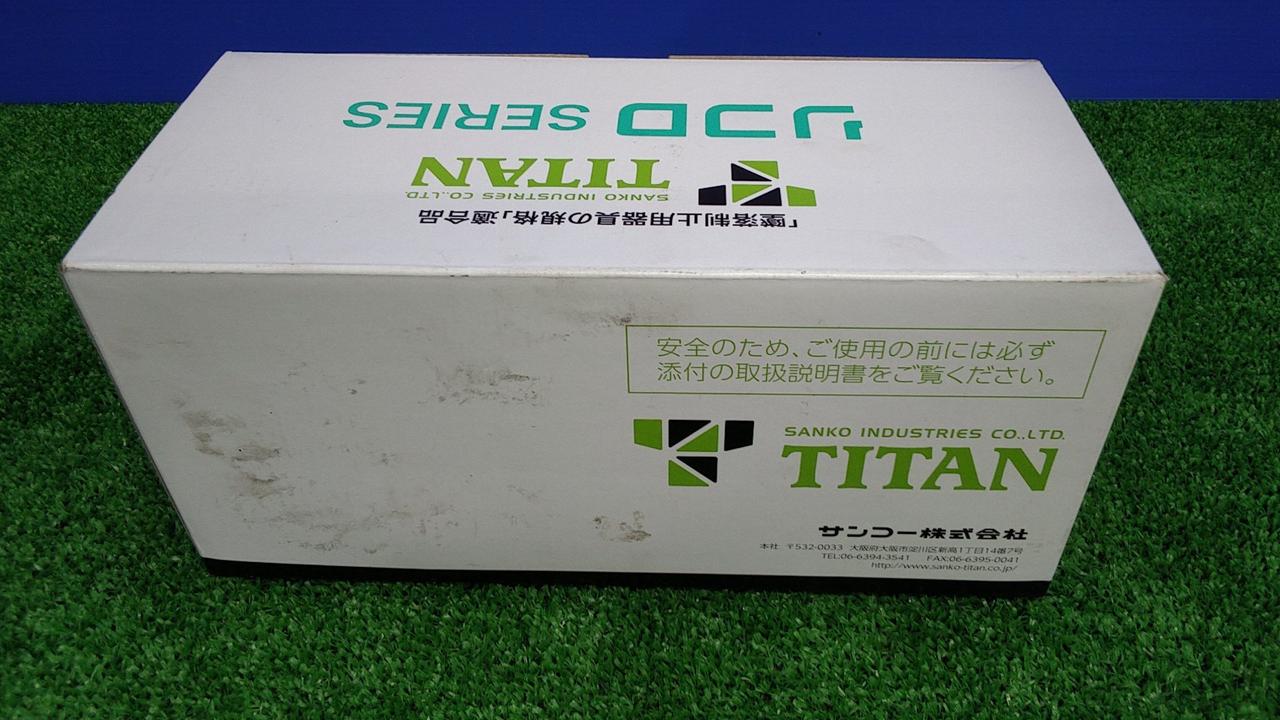 リコロ SERIES
TITAN
SANKO INDUSTRIES CO.,LTD.
「墜落制止用器具の規格」適合品
安全のため、ご使用の前には必ず
添付の取扱説明書をご覧ください。
SANKO INDUSTRIES CO.,LTD.
TITAN
サンコー株式会社
本社 〒532-0033 大阪府大阪市淀川区新高1丁目14番7号
TEL:06-6394-3541 FAX:06-6395-0041
http://www.sanko-titan.co.jp/